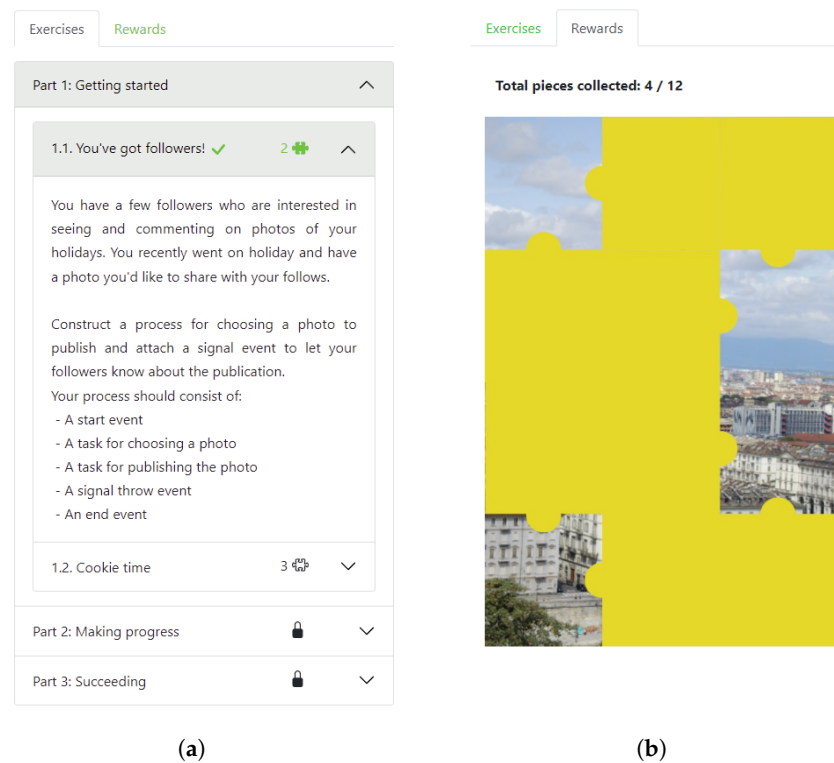 Exercises
Rewards
Part 1: Getting started
1.1. You've got followers!
2
You have a few followers who are interested in
seeing and commenting on photos of your
holidays. You recently went on holiday and have
a photo you'd like to share with your follows.
Construct a process for choosing a photo to
publish and attach a signal event to let your
followers know about the publication.
Your process should consist of:
- A start event
- A task for choosing a photo
- A task for publishing the photo
- A signal throw event
- An end event
1.2. Cookie time
3
Part 2: Making progress
Part 3: Succeeding
(a)
Exercises
Rewards
Total pieces collected: 4 / 12
(b)